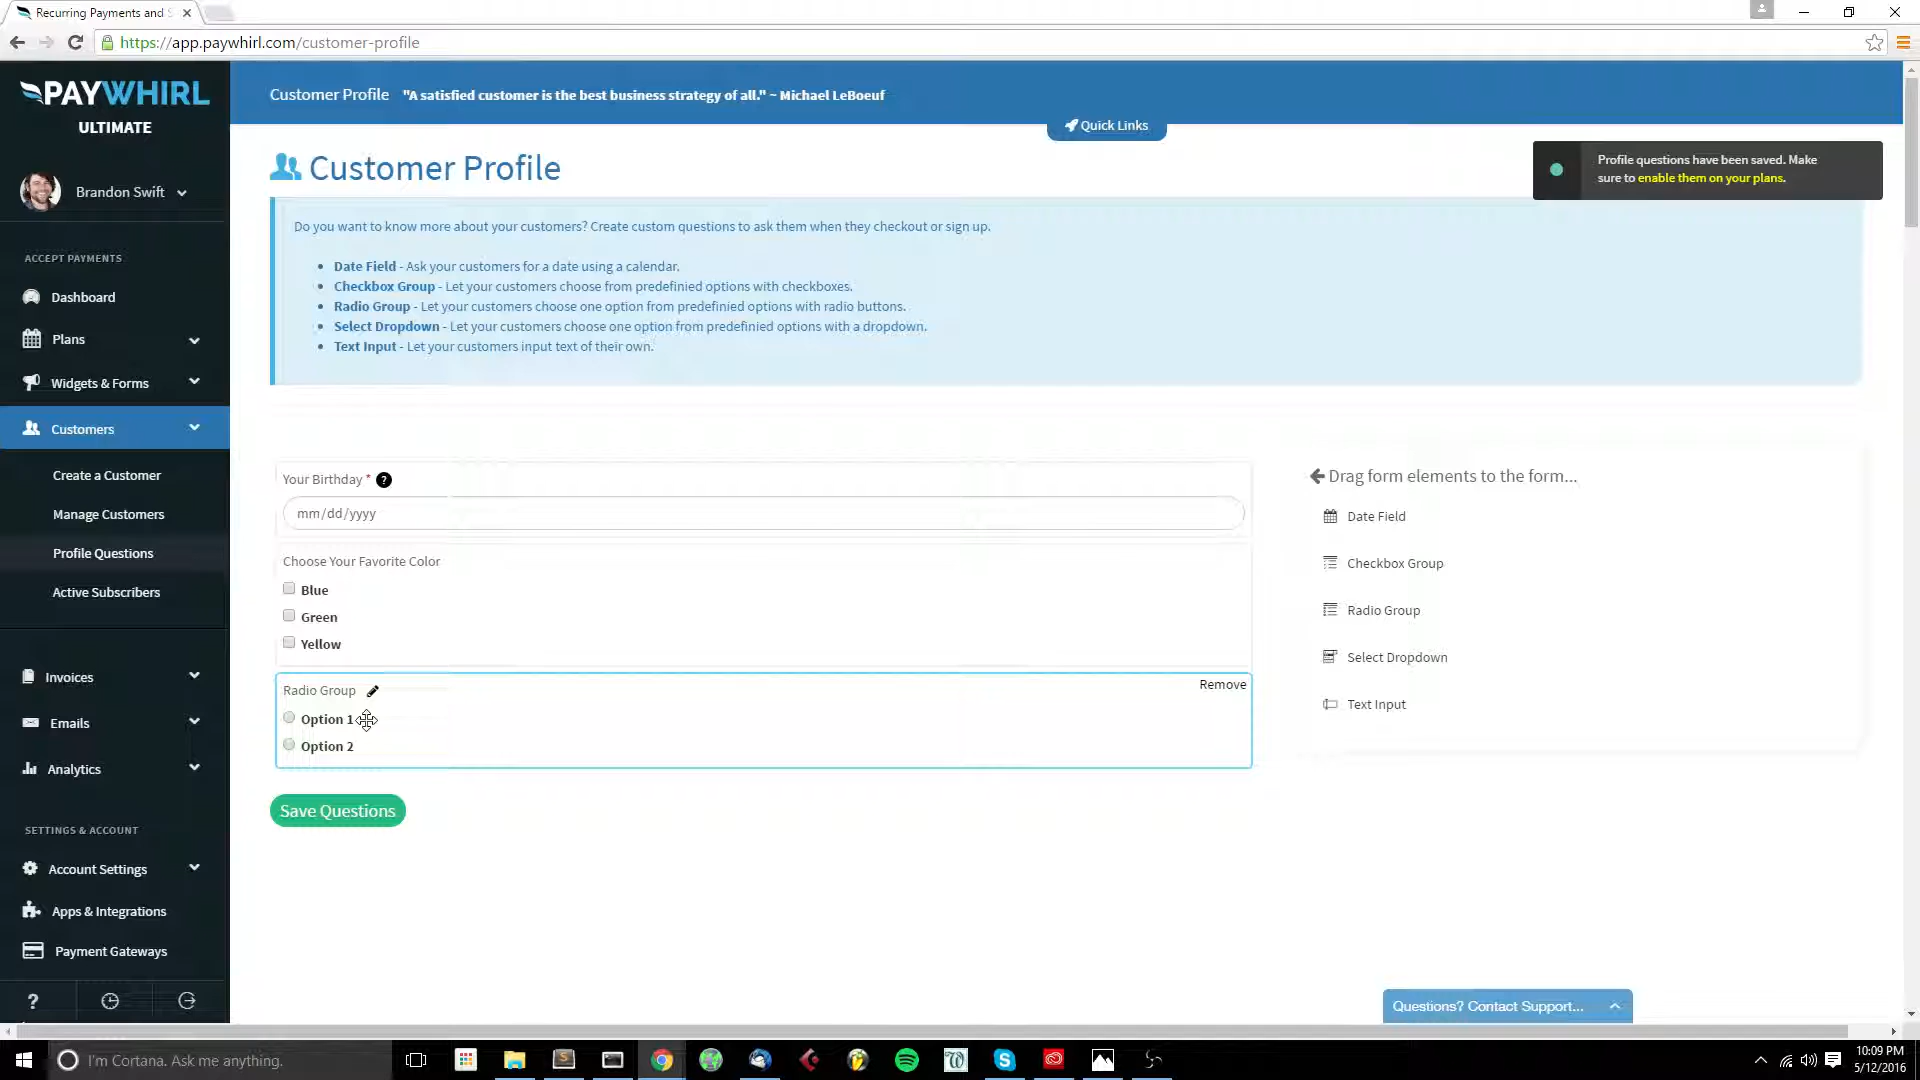 Recurring Payments and S
https://app.paywhirl.com/customer-profile
PAYWHIRL
ULTIMATE
Brandon Swift
ACCEPT PAYMENTS
Dashboard
Plans
Widgets & Forms
Customers
Create a Customer
Manage Customers
Profile Questions
Active Subscribers
Invoices
Emails
Analytics
SETTINGS & ACCOUNT
Account Settings
Apps & Integrations
Payment Gateways
?
Customer Profile "A satisfied customer is the best business strategy of all." ~ Michael LeBoeuf
Quick Links
Customer Profile
Profile questions have been saved. Make
sure to enable them on your plans.
Do you want to know more about your customers? Create custom questions to ask them when they checkout or sign up.
• Date Field - Ask your customers for a date using a calendar.
• Checkbox Group - Let your customers choose from predefinied options with checkboxes.
• Radio Group - Let your customers choose one option from predefinied options with radio buttons.
• Select Dropdown - Let your customers choose one option from predefinied options with a dropdown.
• Text Input - Let your customers input text of their own.
Your Birthday * ?
mm/dd/yyyy
Choose Your Favorite Color
Blue
Green
Yellow
Radio Group
Remove
Option 1
Option 2
Save Questions
Drag form elements to the form...
Date Field
Checkbox Group
Radio Group
Select Dropdown
Text Input
Questions? Contact Support...
I'm Cortana. Ask me anything.
10:09 PM
5/12/2016